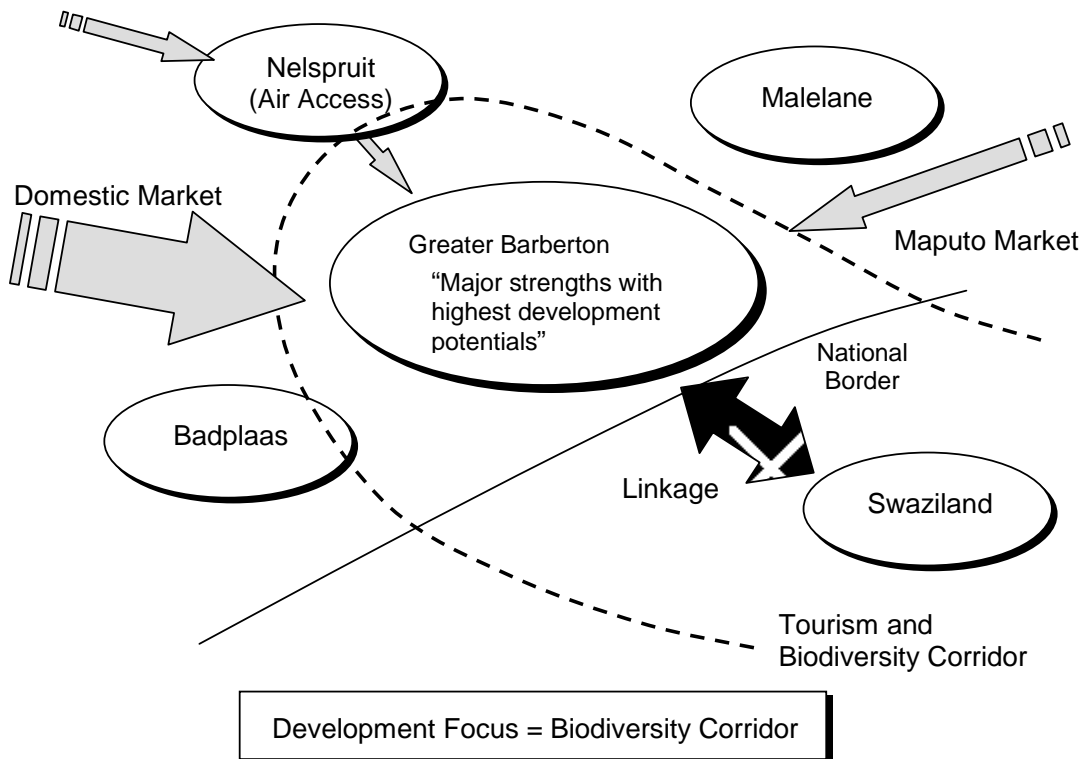 Nelspruit
(Air Access)
Malelane
Domestic Market
Maputo Market
Greater Barberton
“Major strengths with
highest development
potentials”
National
Border
Badplaas
Linkage
Swaziland
Tourism and
Biodiversity Corridor
Development Focus = Biodiversity Corridor